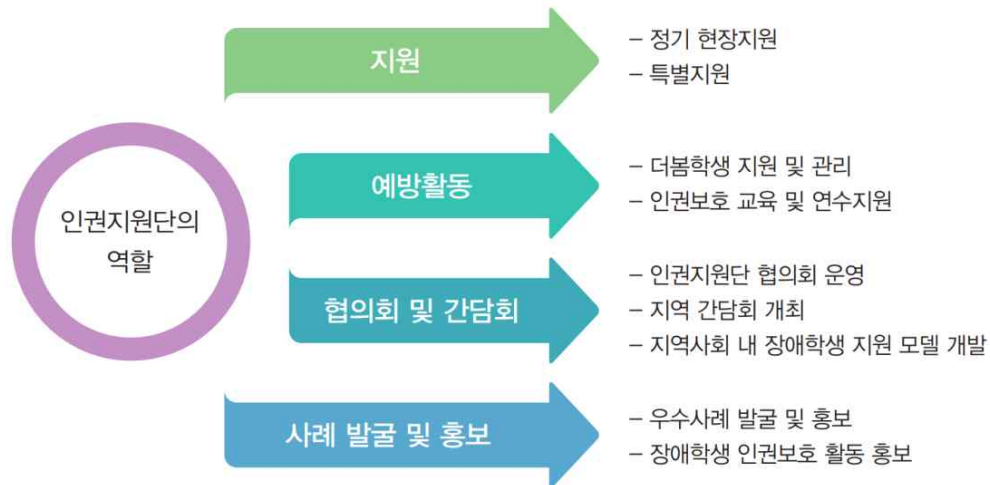 인권지원단의
역할
지원
– 정기 현장지원
– 특별지원
예방활동
– 더봄학생 지원 및 관리
– 인권보호 교육 및 연수지원
협의회 및 간담회
– 인권지원단 협의회 운영
– 지역 간담회 개최
– 지역사회 내 장애학생 지원 모델 개발
사례 발굴 및 홍보
– 우수사례 발굴 및 홍보
– 장애학생 인권보호 활동 홍보